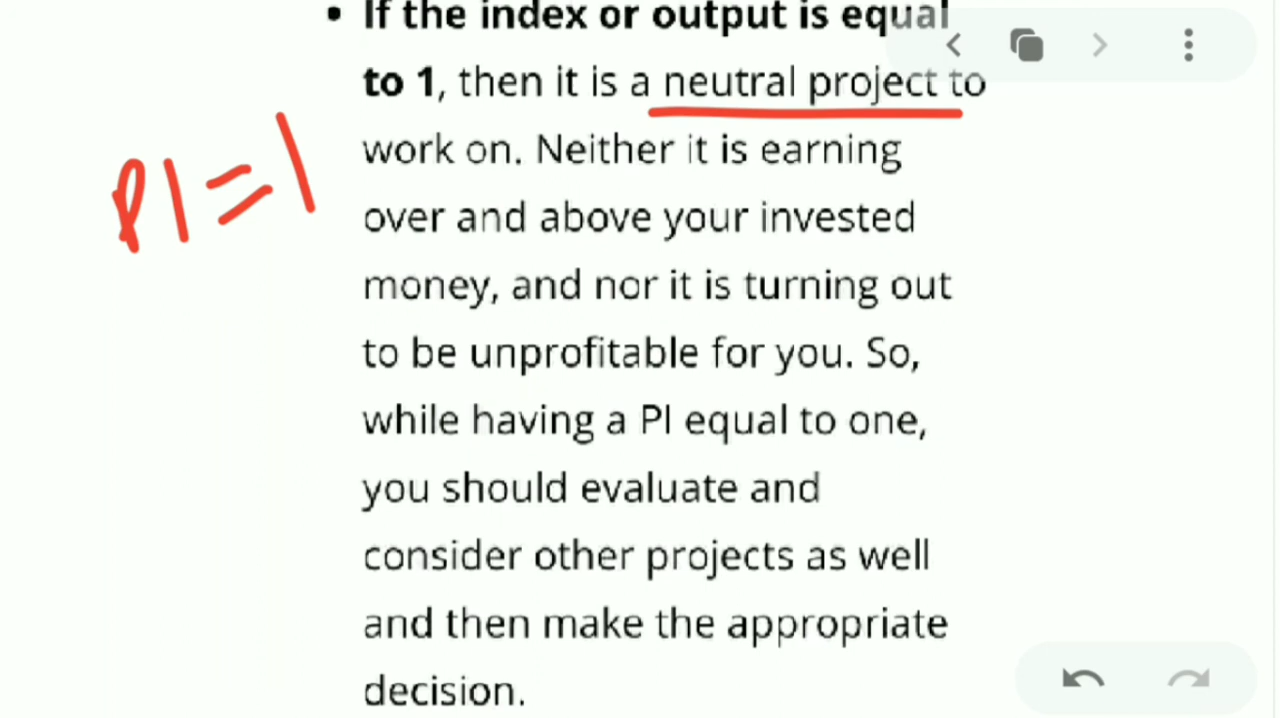 • If the index or output is equal
to 1, then it is a neutral project to
work on. Neither it is earning
over and above your invested
money, and nor it is turning out
to be unprofitable for you. So,
while having a PI equal to one,
you should evaluate and
consider other projects as well
and then make the appropriate
decision.
PI=1